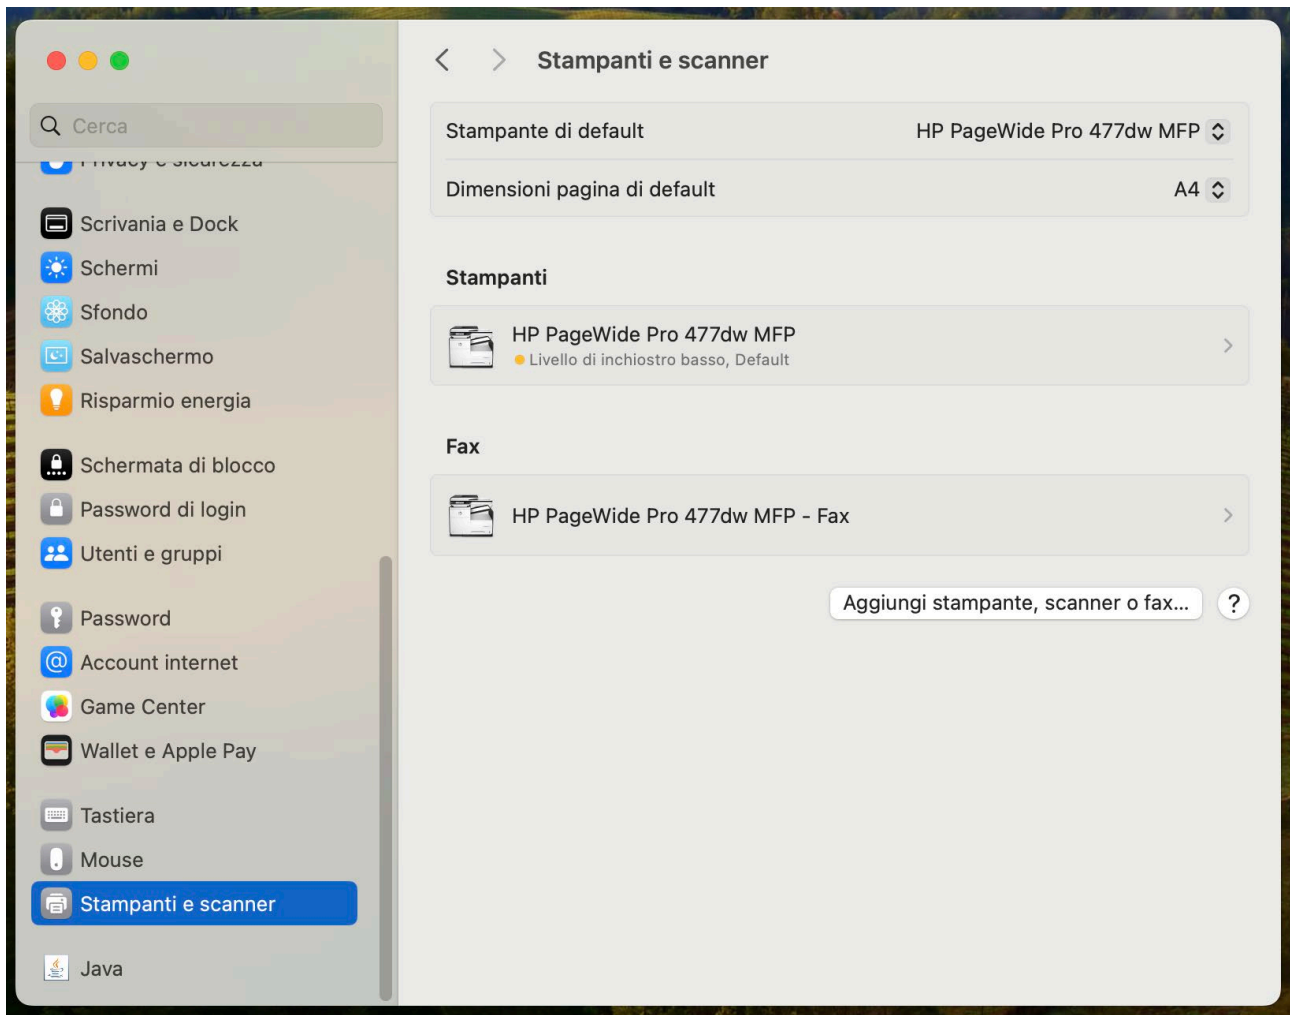 Stampanti e scanner
Cerca
Privacy e sicurezza
Scrivania e Dock
Schermi
Sfondo
Salvaschermo
Risparmio energia
Schermata di blocco
Password di login
Utenti e gruppi
Password
Account internet
Game Center
Wallet e Apple Pay
Tastiera
Mouse
Stampanti e scanner
Java
Stampante di default
HP PageWide Pro 477dw MFP
Dimensioni pagina di default
A4
Stampanti
HP PageWide Pro 477dw MFP
Livello di inchiostro basso, Default
Fax
HP PageWide Pro 477dw MFP - Fax
Aggiungi stampante, scanner o fax...
?